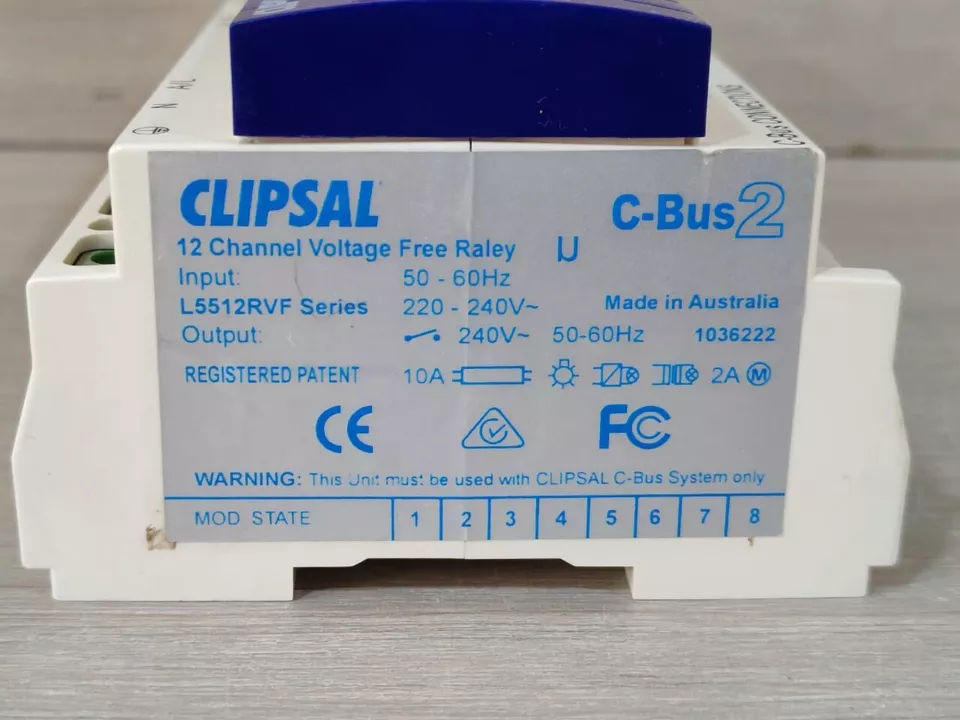 A/L
N
C-BUS CONNECTIONS
CLIPSAL
C-Bus2
12 Channel Voltage Free Raley
Input: 50 - 60Hz
L5512RVF Series 220 - 240V~ Made in Australia
Output: 240V~ 50-60Hz 1036222
REGISTERED PATENT 10A 2A M
CE FC
WARNING: This Unit must be used with CLIPSAL C-Bus System only
MOD STATE 1 2 3 4 5 6 7 8